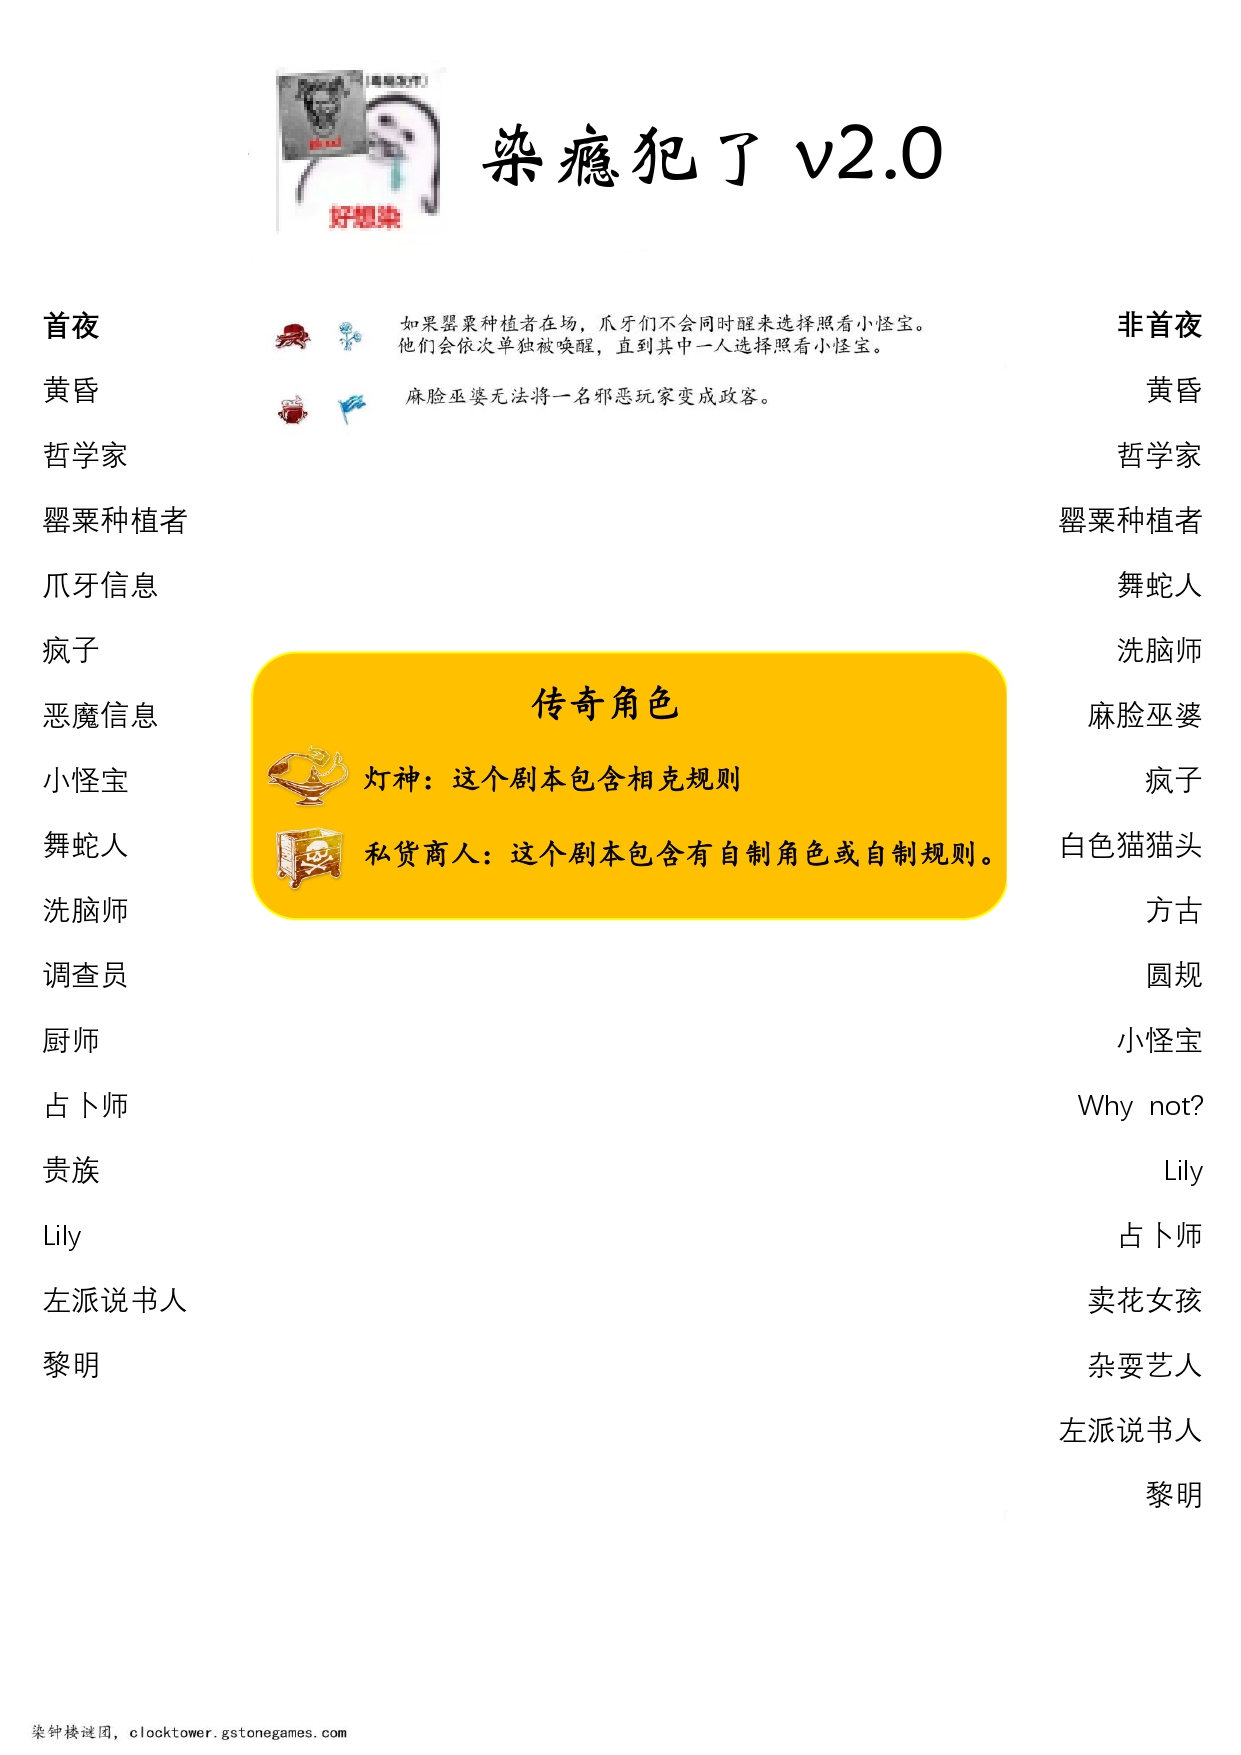 好想染
染瘾犯了 v2.0
首夜
黄昏
哲学家
罂粟种植者
爪牙信息
疯子
恶魔信息
小怪宝
舞蛇人
洗脑师
调查员
厨师
占卜师
贵族
Lily
左派说书人
黎明
如果罂粟种植者在场，爪牙们不会同时醒来选择照看小怪宝。
他们会依次单独被唤醒，直到其中一人选择照看小怪宝。
麻脸巫婆无法将一名邪恶玩家变成政客。
传奇角色
灯神：这个剧本包含相克规则
私货商人：这个剧本包含有自制角色或自制规则。
非首夜
黄昏
哲学家
罂粟种植者
舞蛇人
洗脑师
麻脸巫婆
疯子
白色猫猫头
方古
圆规
小怪宝
Why not?
Lily
占卜师
卖花女孩
杂耍艺人
左派说书人
黎明
染钟楼谜团，clocktower.gstonegames.com